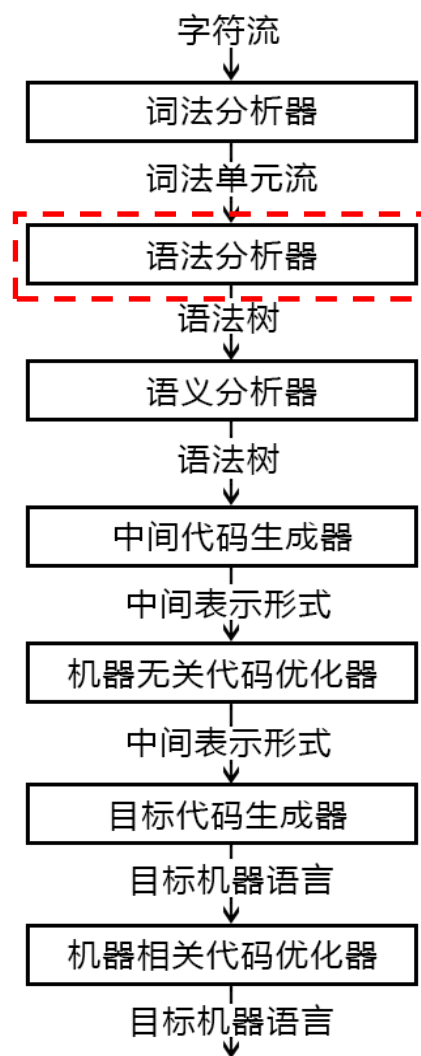 字符流
词法分析器
词法单元流
语法分析器
语法树
语义分析器
语法树
中间代码生成器
中间表示形式
机器无关代码优化器
中间表示形式
目标代码生成器
目标机器语言
机器相关代码优化器
目标机器语言